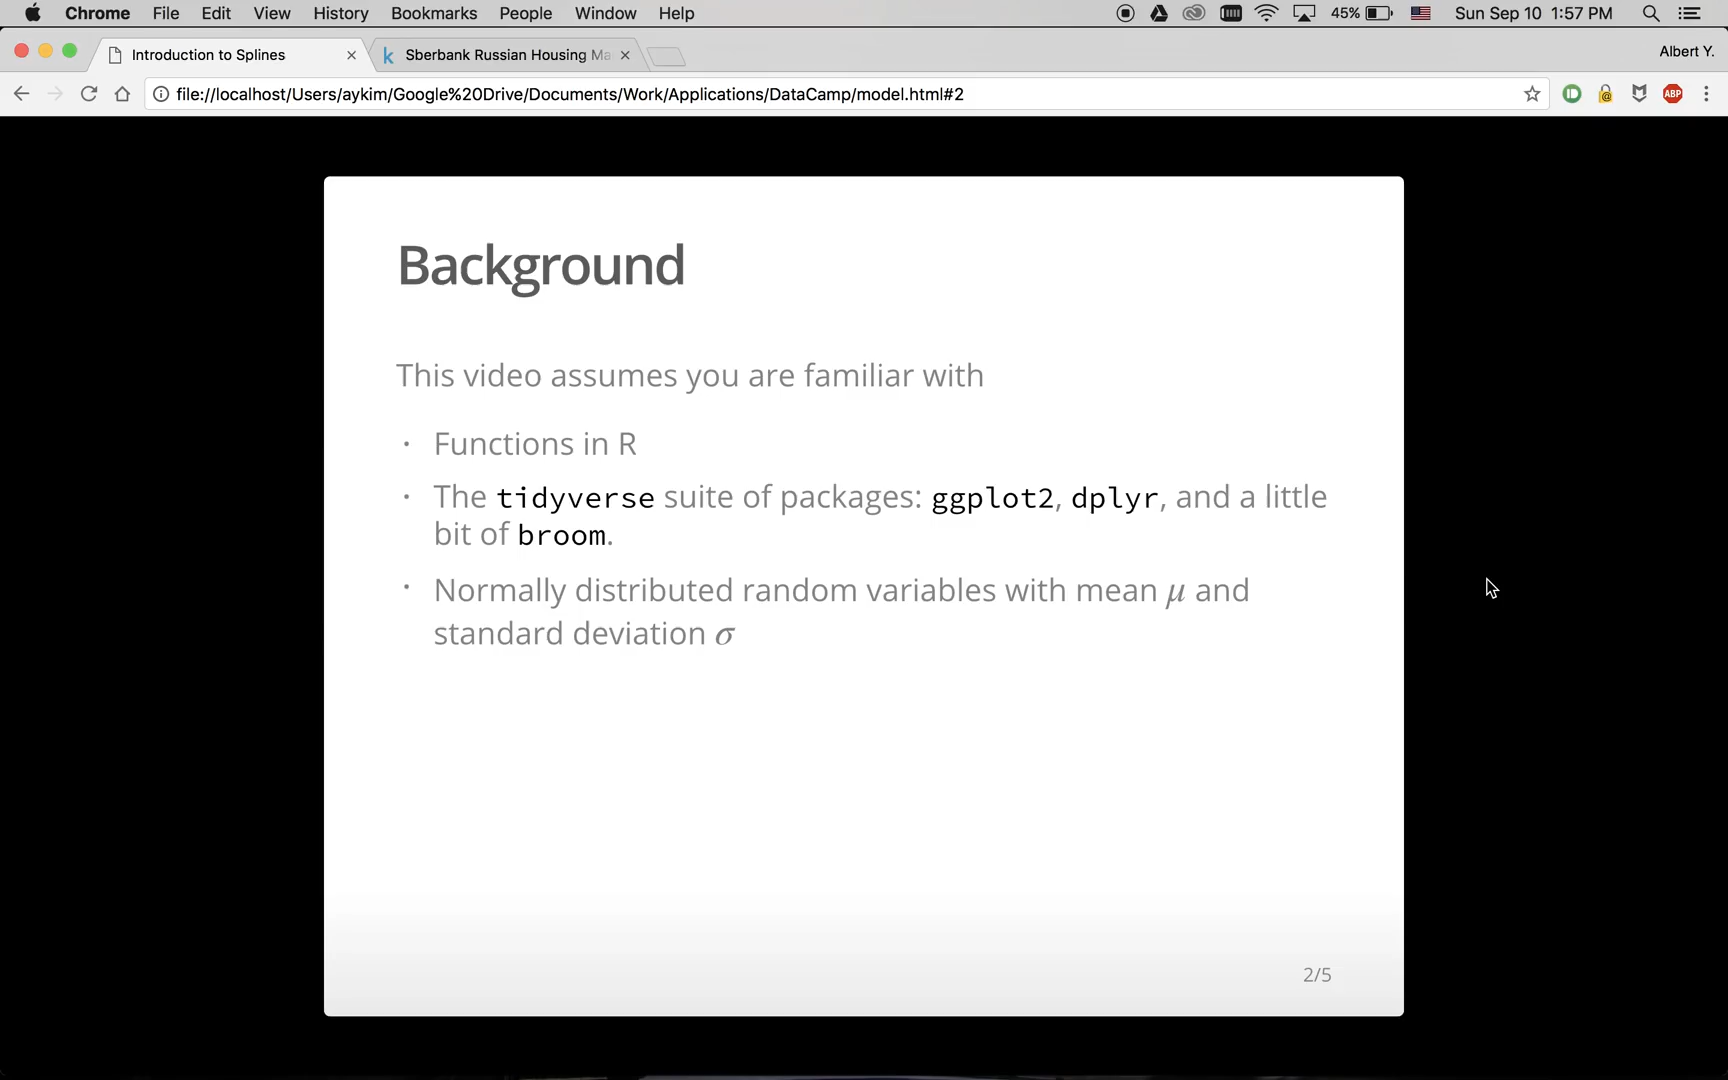 Chrome File Edit View History Bookmarks People Window Help 45% Sun Sep 10 1:57 PM
Introduction to Splines Sberbank Russian Housing Ma Albert Y.
file://localhost/Users/aykim/Google%20Drive/Documents/Work/Applications/DataCamp/model.html#2 ABP
Background
This video assumes you are familiar with
· Functions in R
· The tidyverse suite of packages: ggplot2, dplyr, and a little
bit of broom.
· Normally distributed random variables with mean μ and
standard deviation σ
2/5